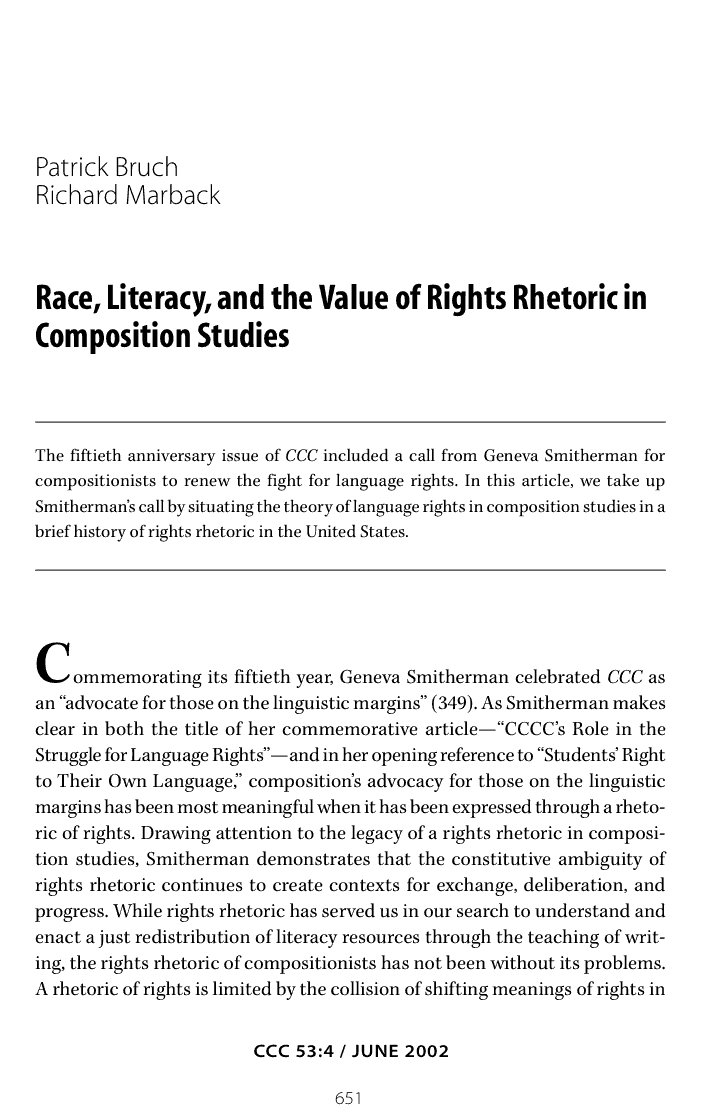 Patrick Bruch
Richard Marback
Race, Literacy, and the Value of Rights Rhetoric in
Composition Studies
The fiftieth anniversary issue of CCC included a call from Geneva Smitherman for
compositionists to renew the fight for language rights. In this article, we take up
Smitherman's call by situating the theory of language rights in composition studies in a
brief history of rights rhetoric in the United States.
Commemorating its fiftieth year, Geneva Smitherman celebrated CCC as
an “advocate for those on the linguistic margins” (349). As Smitherman makes
clear in both the title of her commemorative article—“CCCC's Role in the
Struggle for Language Rights”—and in her opening reference to “Students' Right
to Their Own Language,” composition's advocacy for those on the linguistic
margins has been most meaningful when it has been expressed through a rheto-
ric of rights. Drawing attention to the legacy of a rights rhetoric in composi-
tion studies, Smitherman demonstrates that the constitutive ambiguity of
rights rhetoric continues to create contexts for exchange, deliberation, and
progress. While rights rhetoric has served us in our search to understand and
enact a just redistribution of literacy resources through the teaching of writ-
ing, the rights rhetoric of compositionists has not been without its problems.
A rhetoric of rights is limited by the collision of shifting meanings of rights in
CCC 53:4 / JUNE 2002
651